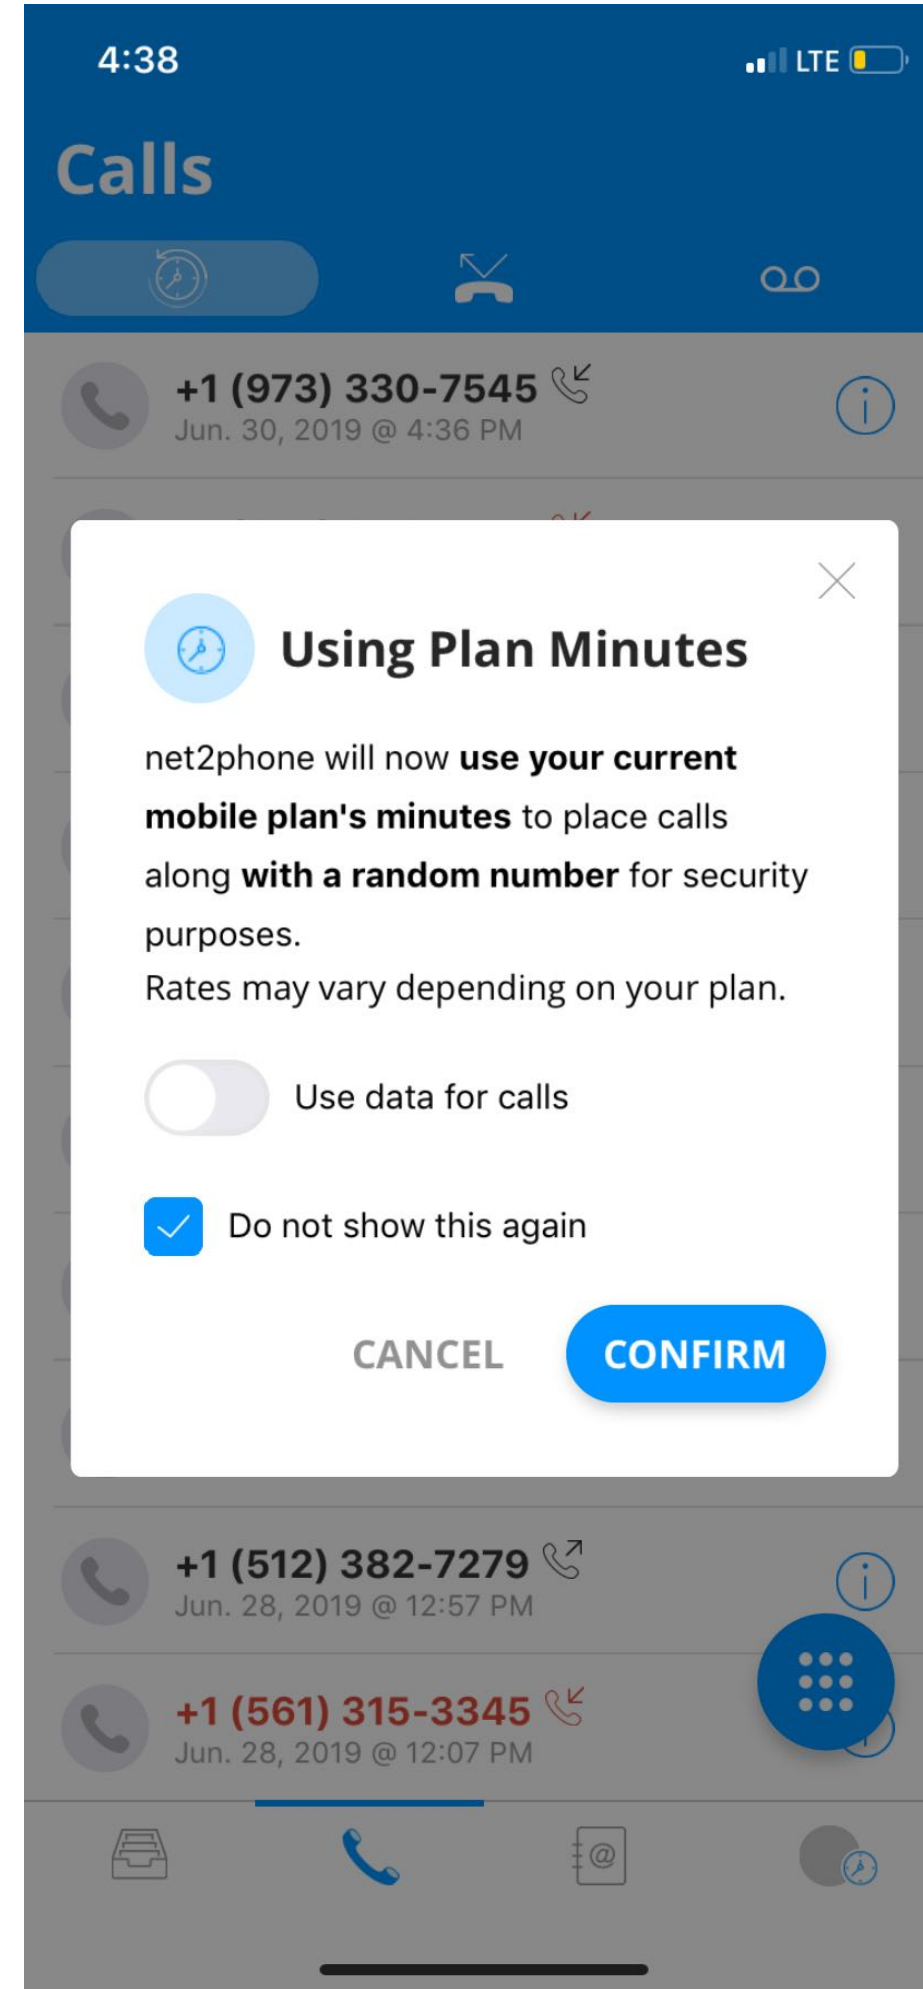 4:38
LTE
Calls
+1 (973) 330-7545
Jun. 30, 2019 @ 4:36 PM
Using Plan Minutes
net2phone will now use your current
mobile plan's minutes to place calls
along with a random number for security
purposes.
Rates may vary depending on your plan.
Use data for calls
Do not show this again
CANCEL
CONFIRM
+1 (512) 382-7279
Jun. 28, 2019 @ 12:57 PM
+1 (561) 315-3345
Jun. 28, 2019 @ 12:07 PM